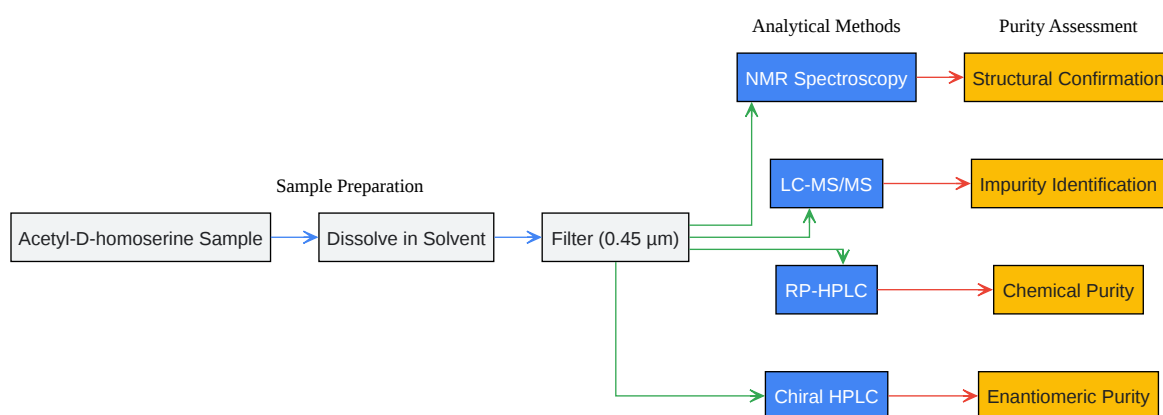 Analytical Methods
Purity Assessment
NMR Spectroscopy
Structural Confirmation
Sample Preparation
LC-MS/MS
Impurity Identification
Acetyl-D-homoserine Sample
Dissolve in Solvent
Filter (0.45 µm)
RP-HPLC
Chemical Purity
Chiral HPLC
Enantiomeric Purity